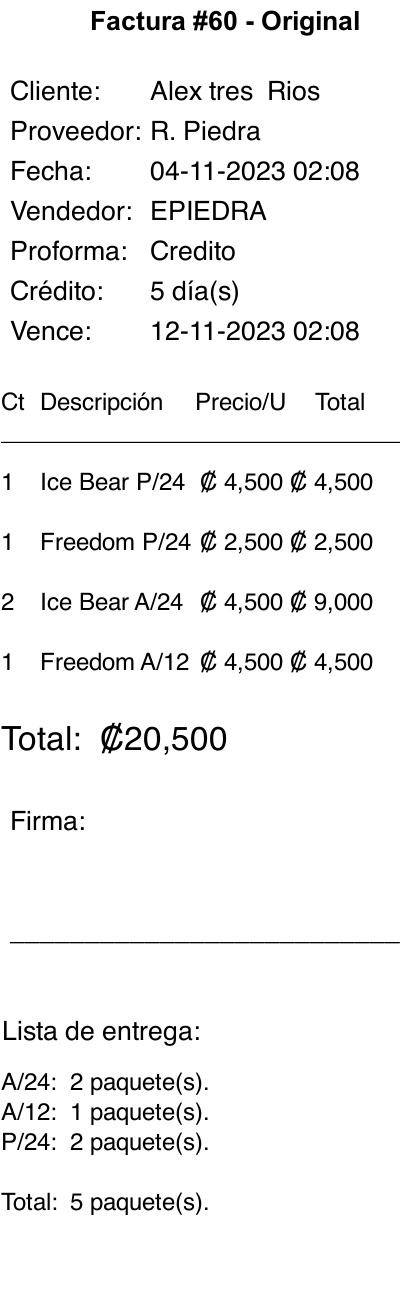 Factura #60 - Original
Cliente: Alex tres Rios
Proveedor: R. Piedra
Fecha: 04-11-2023 02:08
Vendedor: EPIEDRA
Proforma: Credito
Crédito: 5 día(s)
Vence: 12-11-2023 02:08
Ct Descripción Precio/U Total
1 Ice Bear P/24 ₡ 4,500 ₡ 4,500
1 Freedom P/24 ₡ 2,500 ₡ 2,500
2 Ice Bear A/24 ₡ 4,500 ₡ 9,000
1 Freedom A/12 ₡ 4,500 ₡ 4,500
Total: ₡20,500
Firma:
Lista de entrega:
A/24: 2 paquete(s).
A/12: 1 paquete(s).
P/24: 2 paquete(s).
Total: 5 paquete(s).